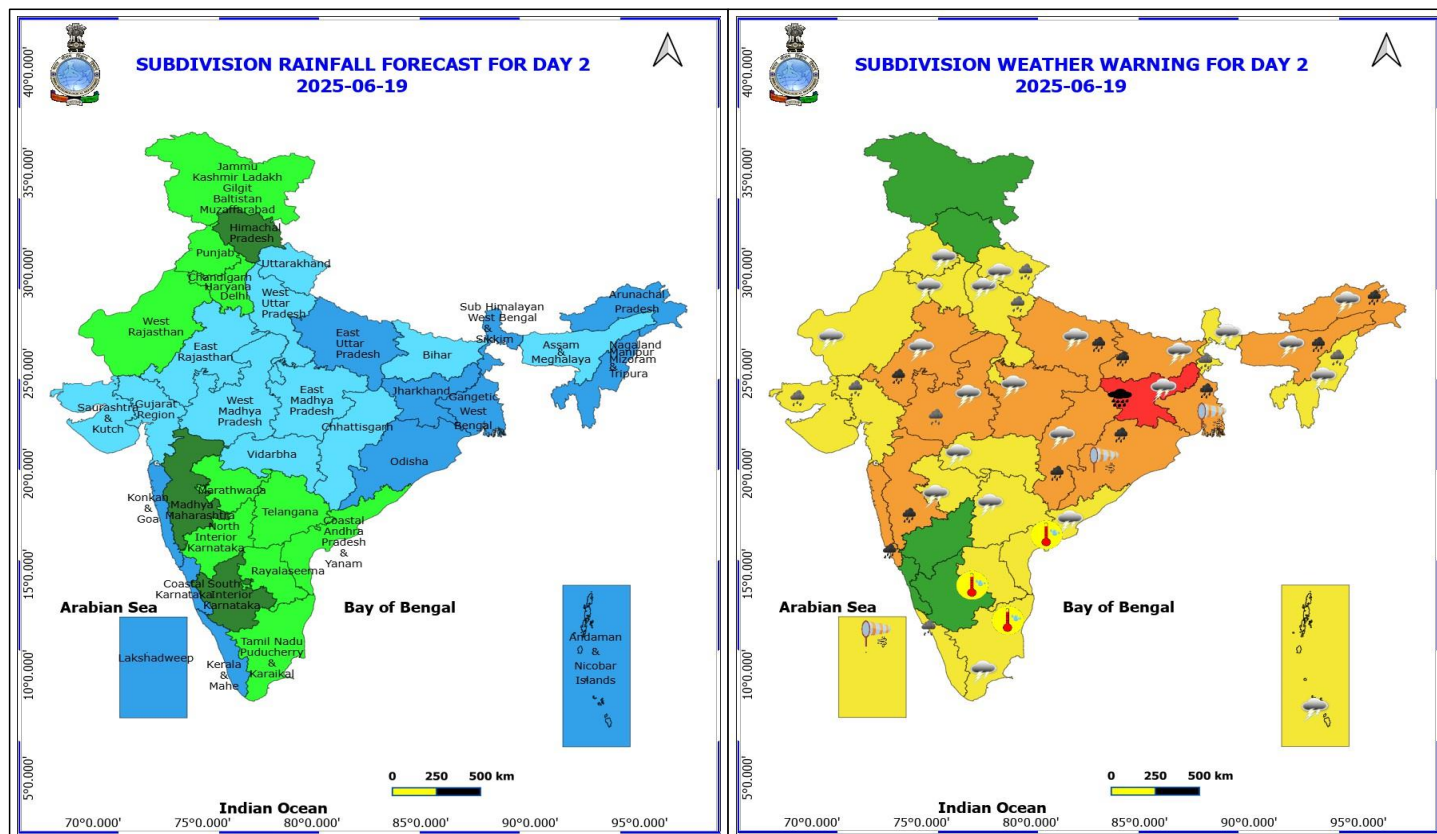 SUBDIVISION RAINFALL FORECAST FOR DAY 2
2025-06-19
40°0.000'
35°0.000'
30°0.000'
25°0.000'
20°0.000'
15°0.000'
10°0.000'
5°0.000'
Jammu
Kashmir Ladakh
Gilgit
Baltistan
Muzaffarabad
Himachal
Pradesh
Punjab
Uttarakhand
Chandigarh
Haryana
Delhi
West
Uttar
Pradesh
West
Rajasthan
East
Rajasthan
East
Uttar
Pradesh
Bihar
Sub Himalayan
West Bengal
&
Sikkim
Arunachal
Pradesh
Assam
&
Meghalaya
Nagaland
Manipur
Mizoram
&
Tripura
Jharkhand
Gangetic
West
Bengal
Saurashtra
&
Kutch
Gujarat
Region
West
Madhya
Pradesh
East
Madhya
Pradesh
Chhattisgarh
Vidarbha
Odisha
Konkan
&
Goa
Madhya
Maharashtra
Marathwada
North
Interior
Karnataka
Telangana
Coastal
Andhra
Pradesh
&
Yanam
Rayalaseema
Coastal
Karnataka
South
Interior
Karnataka
Arabian Sea
Bay of Bengal
Lakshadweep
Kerala
&
Mahe
Tamil Nadu
Puducherry
&
Karaikal
Andaman
&
Nicobar
Islands
0 250 500 km
Indian Ocean
70°0.000' 75°0.000' 80°0.000' 85°0.000' 90°0.000' 95°0.000'
SUBDIVISION WEATHER WARNING FOR DAY 2
2025-06-19
40°0.000'
35°0.000'
30°0.000'
25°0.000'
20°0.000'
15°0.000'
10°0.000'
5°0.000'
Arabian Sea
Bay of Bengal
0 250 500 km
Indian Ocean
70°0.000' 75°0.000' 80°0.000' 85°0.000' 90°0.000' 95°0.000'